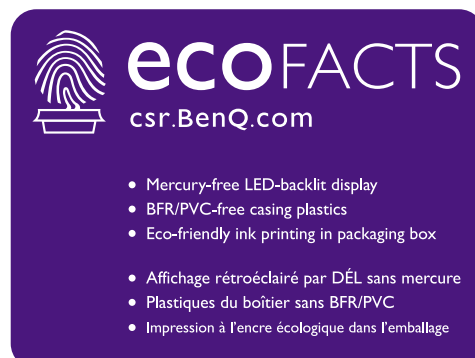 ecoFACTS
csr.BenQ.com
• Mercury-free LED-backlit display
• BFR/PVC-free casing plastics
• Eco-friendly ink printing in packaging box
• Affichage rétroéclairé par DÉL sans mercure
• Plastiques du boîtier sans BFR/PVC
• Impression à l'encre écologique dans l'emballage